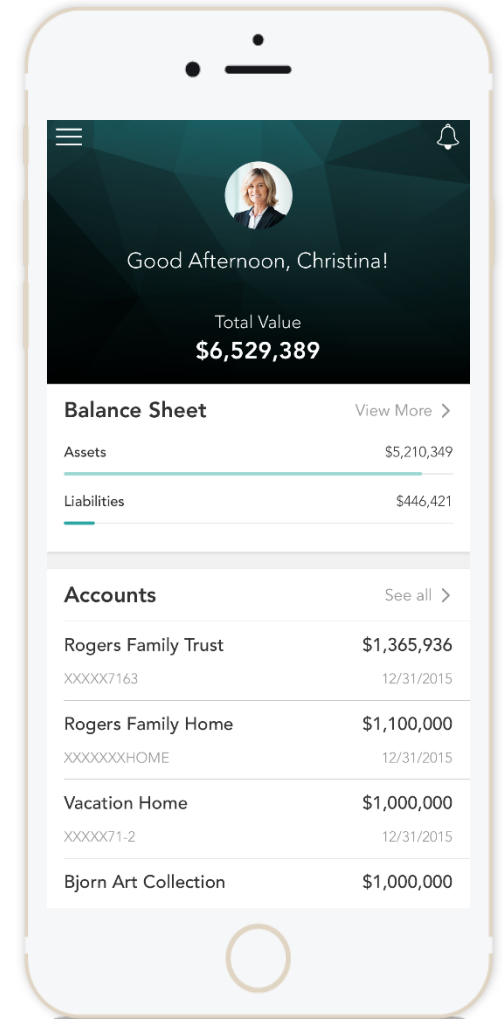 Good Afternoon, Christina!
Total Value
$6,529,389
Balance Sheet View More
Assets $5,210,349
Liabilities $446,421
Accounts See all
Rogers Family Trust $1,365,936
XXXXX7163 12/31/2015
Rogers Family Home $1,100,000
XXXXXXXHOME 12/31/2015
Vacation Home $1,000,000
XXXXX71-2 12/31/2015
Bjorn Art Collection $1,000,000